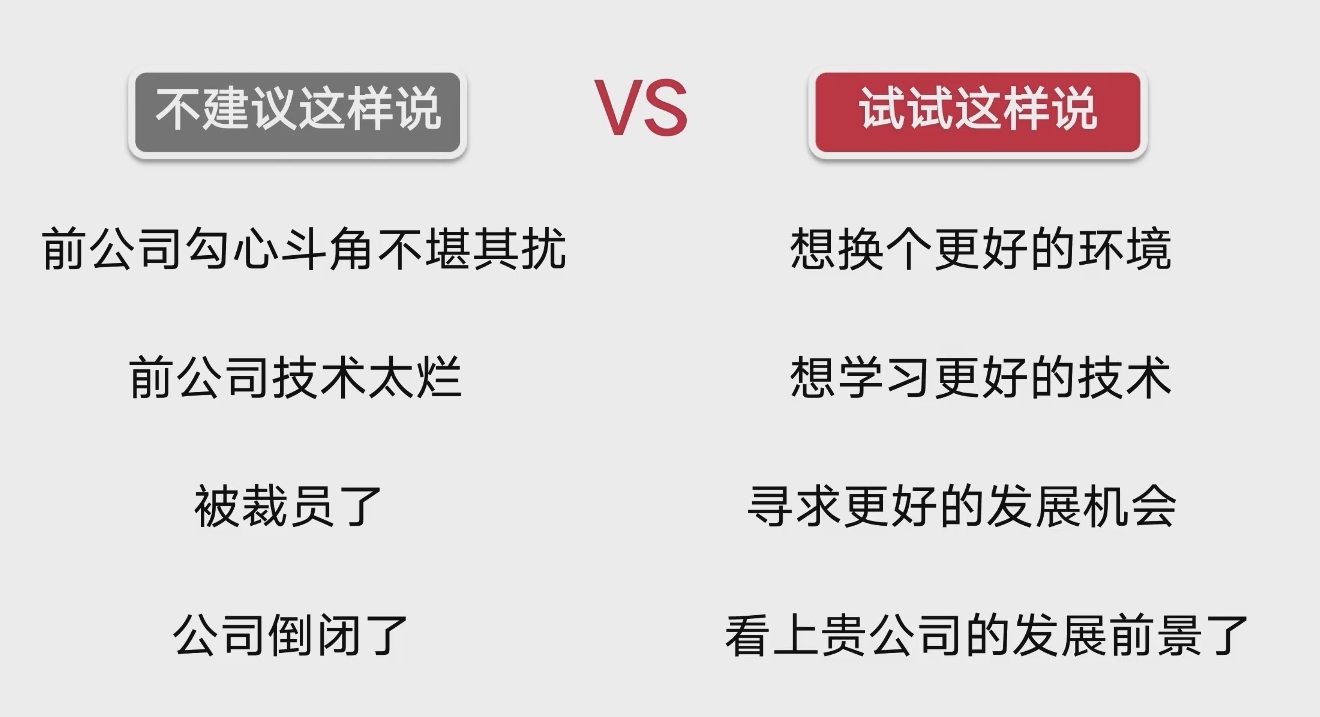 不建议这样说 VS 试试这样说
前公司勾心斗角不堪其扰 想换个更好的环境
前公司技术太烂 想学习更好的技术
被裁员了 寻求更好的发展机会
公司倒闭了 看上贵公司的发展前景了